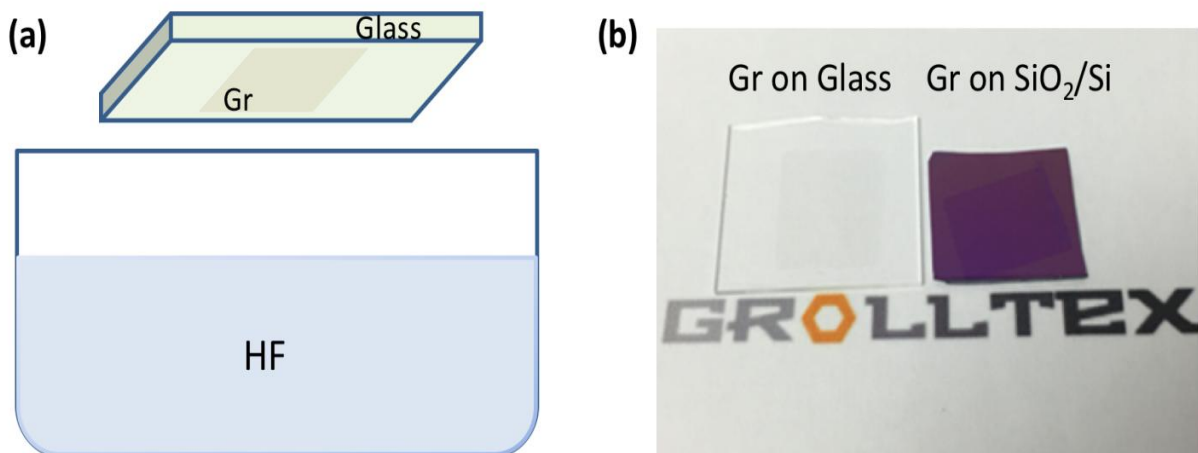 (a)
Glass
Gr
HF
(b)
Gr on Glass Gr on SiO₂/Si
GROLLTEX